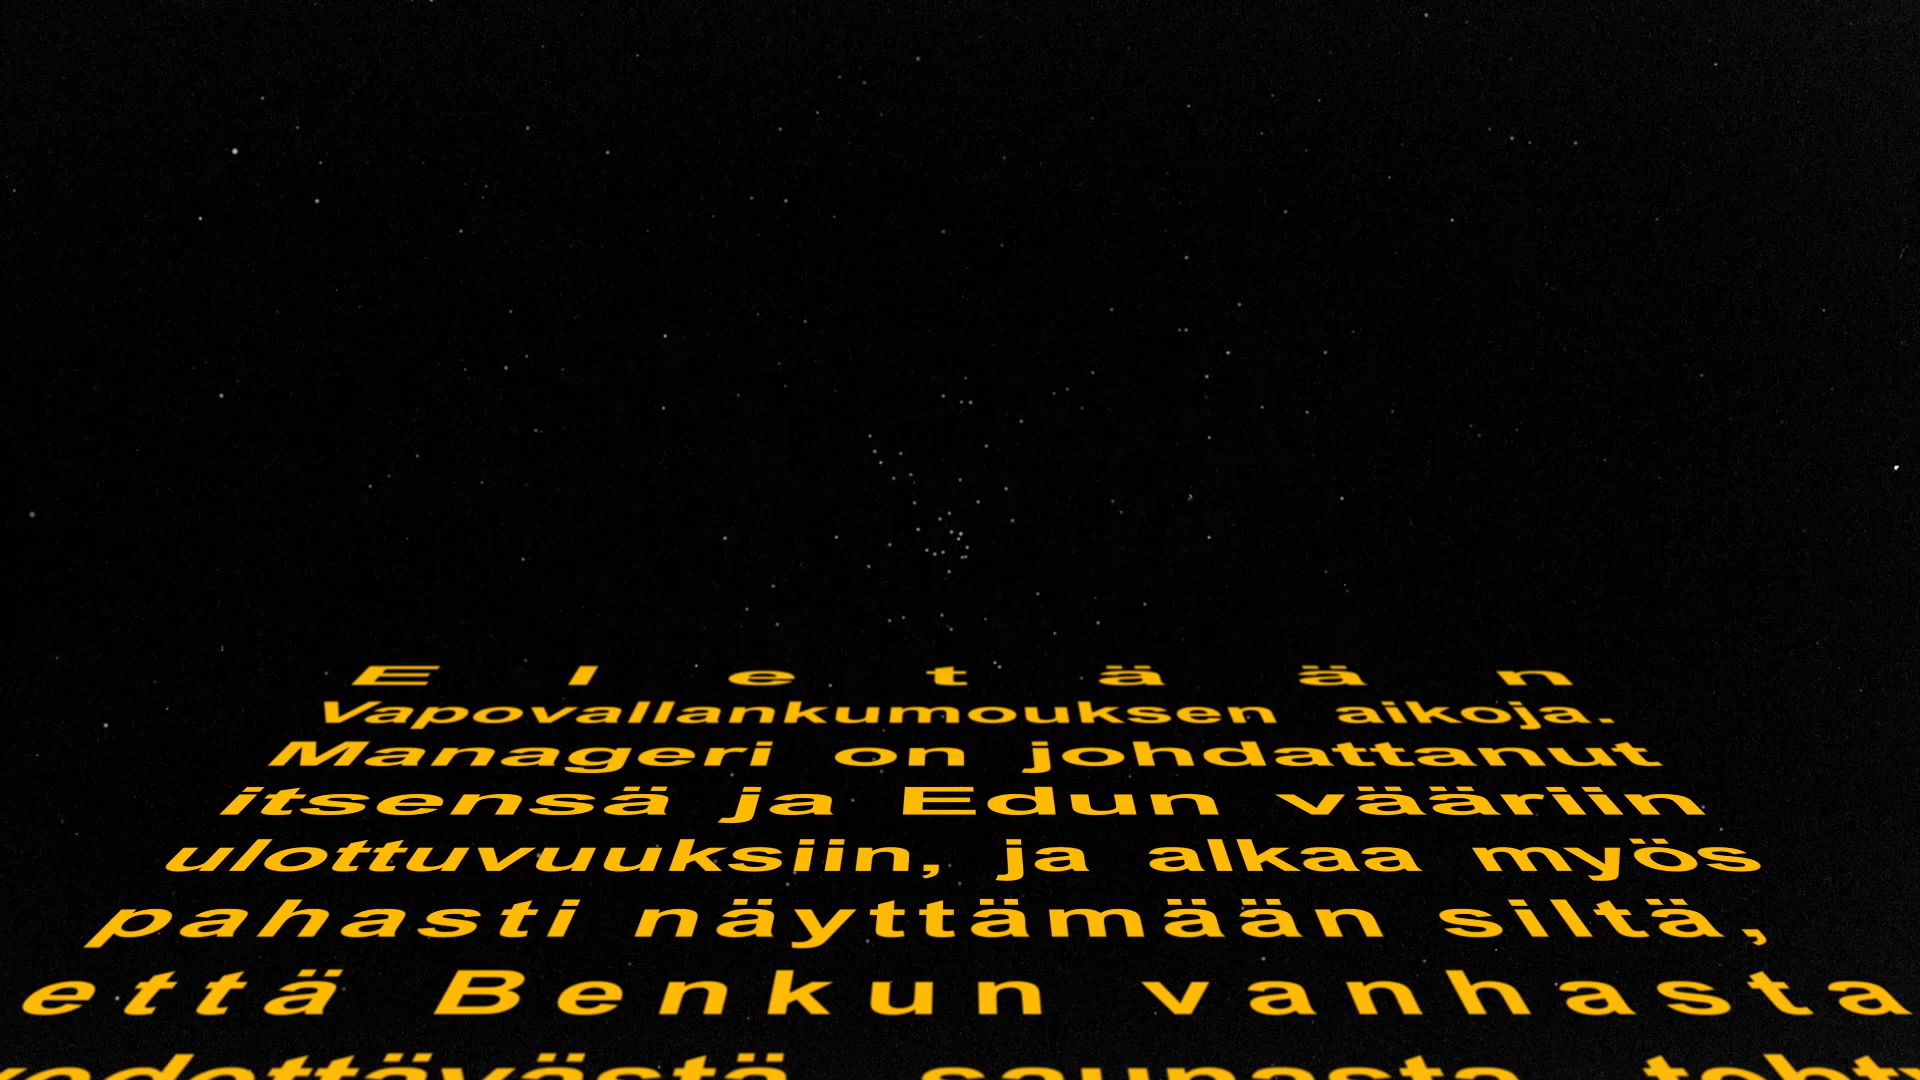 Eletään
Vapovallankumouksen aikoja.
Manageri on johdattanut
itsensä ja Edun vääriin
ulottuvuuksiin, ja alkaa myös
pahasti näyttämään siltä,
että Benkun vanhasta
saunasta